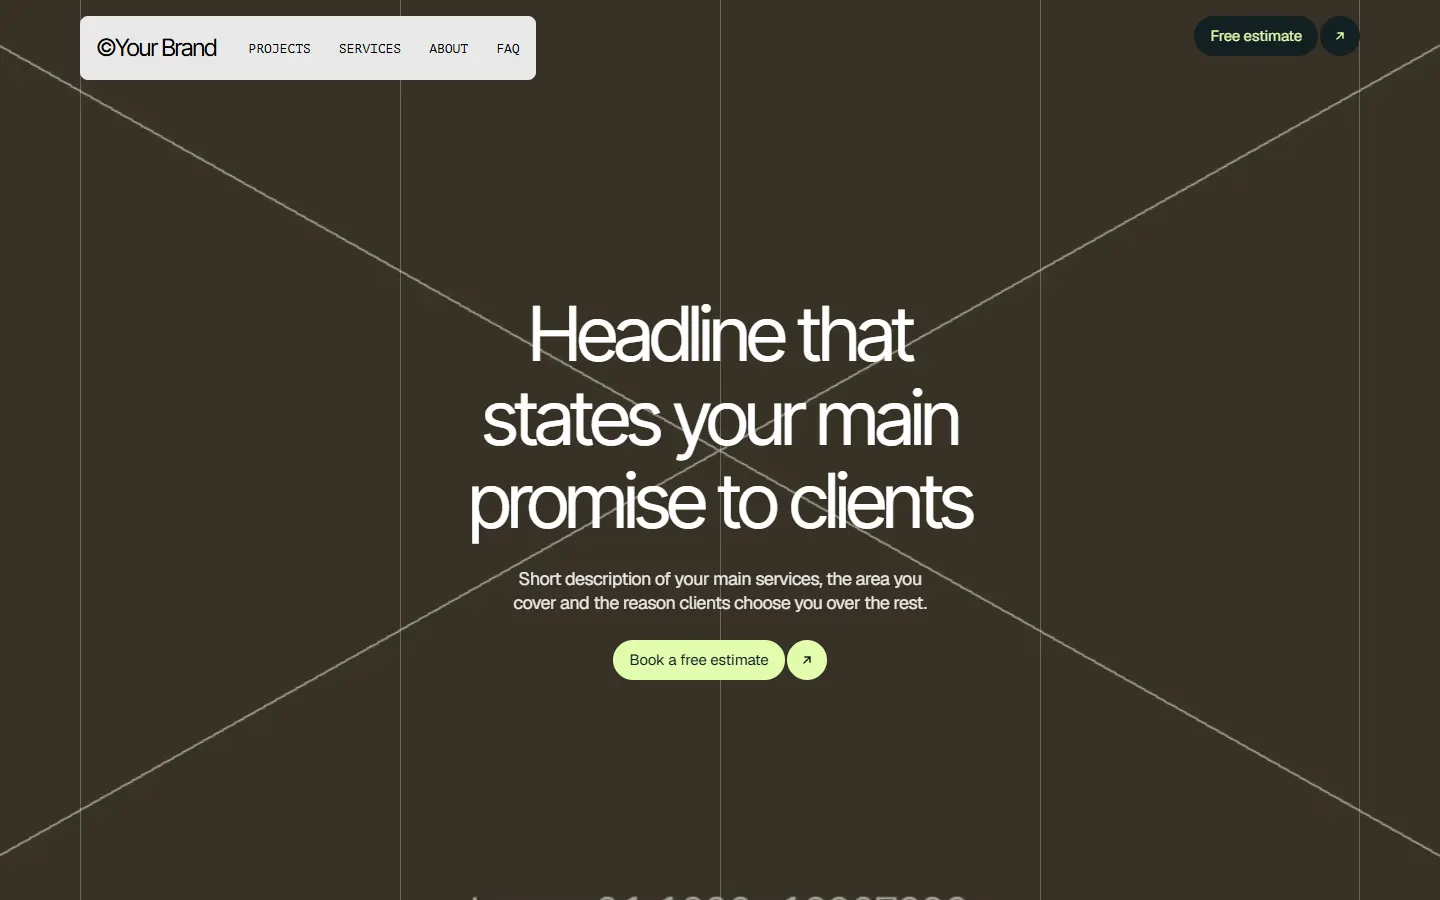 ©Your Brand
PROJECTS
SERVICES
ABOUT
FAQ
Free estimate
Headline that
states your main
promise to clients
Short description of your main services, the area you
cover and the reason clients choose you over the rest.
Book a free estimate